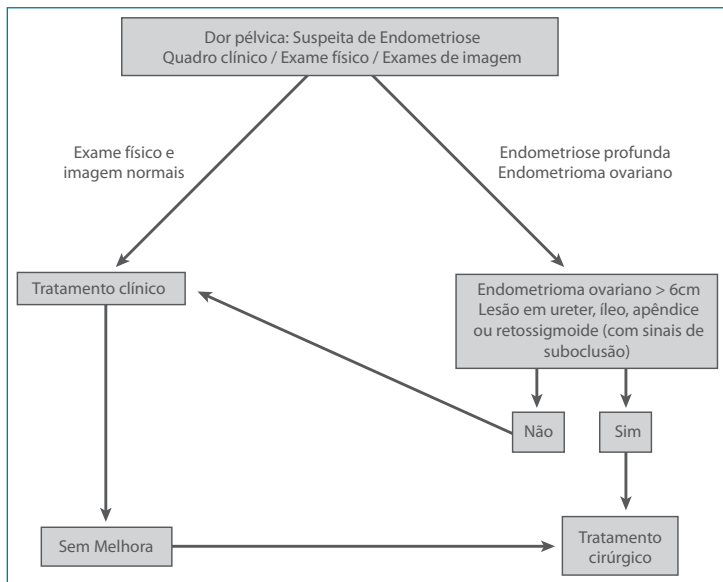 Dor pélvica: Suspeita de Endometriose
Quadro clínico / Exame físico / Exames de imagem
Exame físico e
imagem normais
Endometriose profunda
Endometrioma ovariano
Tratamento clínico
Endometrioma ovariano > 6cm
Lesão em ureter, íleo, apêndice
ou retossigmoide (com sinais de
suboclusão)
Não
Sim
Sem Melhora
Tratamento
cirúrgico